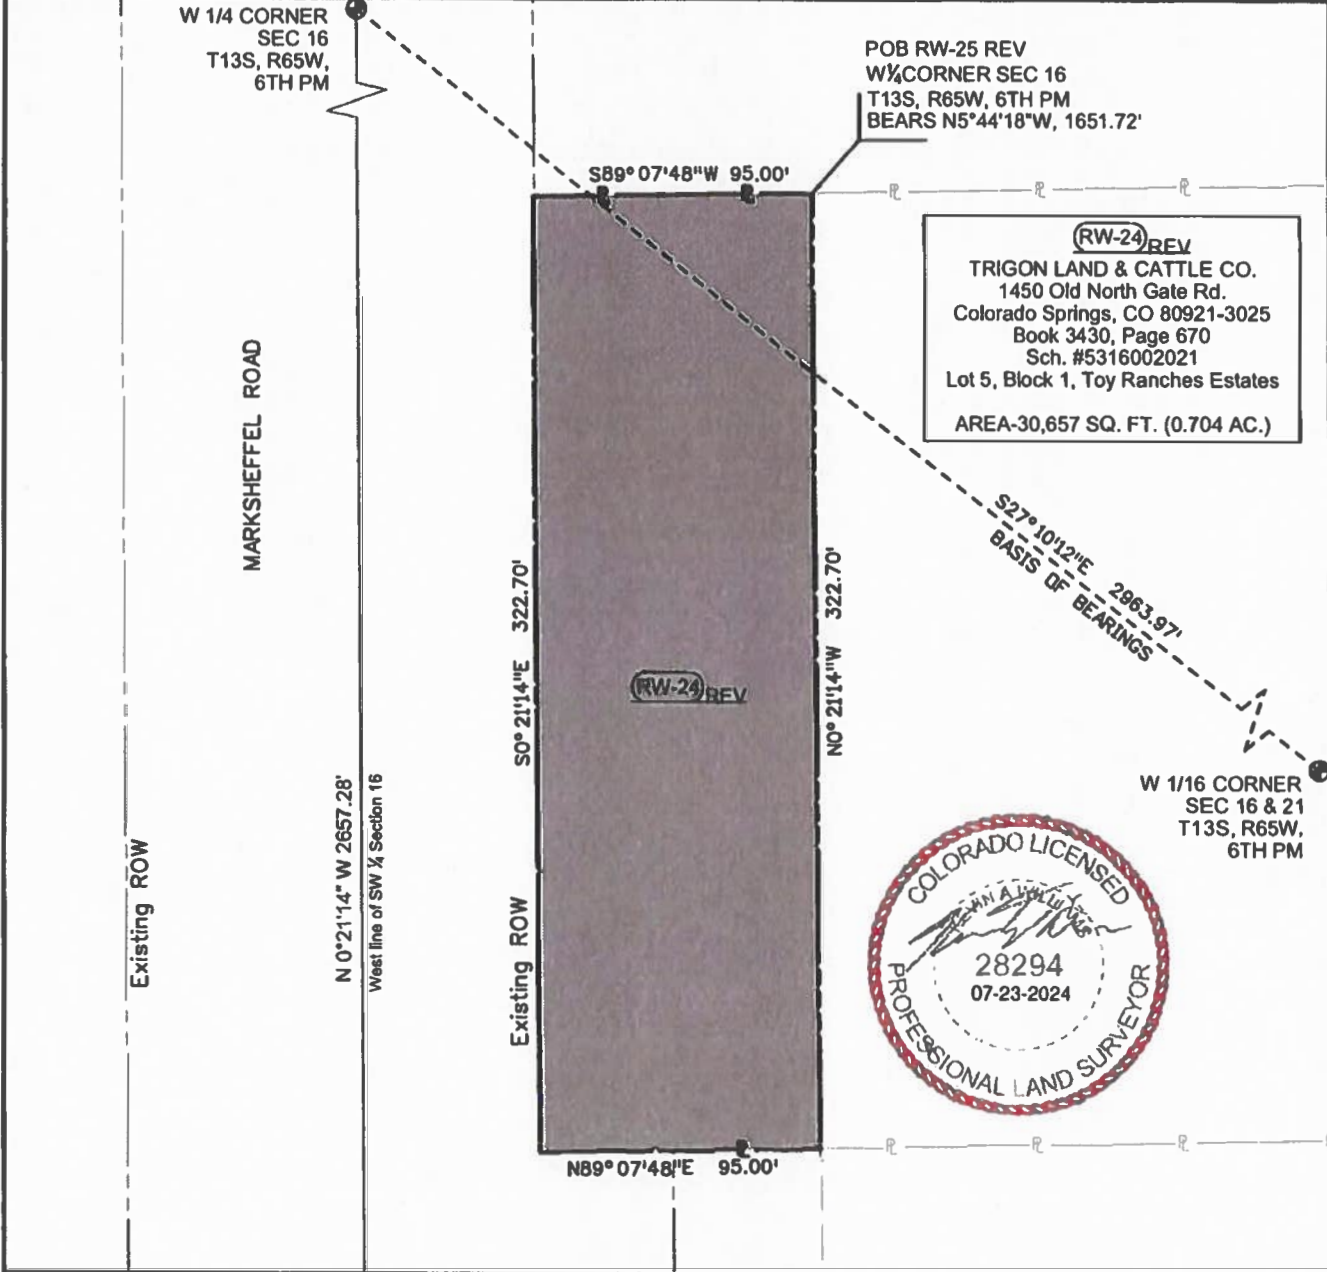 W 1/4 CORNER
SEC 16
T13S, R65W,
6TH PM
POB RW-25 REV
W¼CORNER SEC 16
T13S, R65W, 6TH PM
BEARS N5°44'18"W, 1651.72'
S89° 07'48"W 95.00'
RW-24 REV
TRIGON LAND & CATTLE CO.
1450 Old North Gate Rd.
Colorado Springs, CO 80921-3025
Book 3430, Page 670
Sch. #5316002021
Lot 5, Block 1, Toy Ranches Estates
AREA-30,657 SQ. FT. (0.704 AC.)
MARKSHEFFEL ROAD
S27°10'12"E 2963.97'
BASIS OF BEARINGS
S0° 21'14"E 322.70'
N0° 21'14"W 322.70'
RW-24 REV
N 0°21'14" W 2657.28'
West line of SW ¼ Section 16
Existing ROW
Existing ROW
W 1/16 CORNER
SEC 16 & 21
T13S, R65W,
6TH PM
COLORADO LICENSED
28294
07-23-2024
PROFESSIONAL LAND SURVEYOR
N89° 07'48"E 95.00'